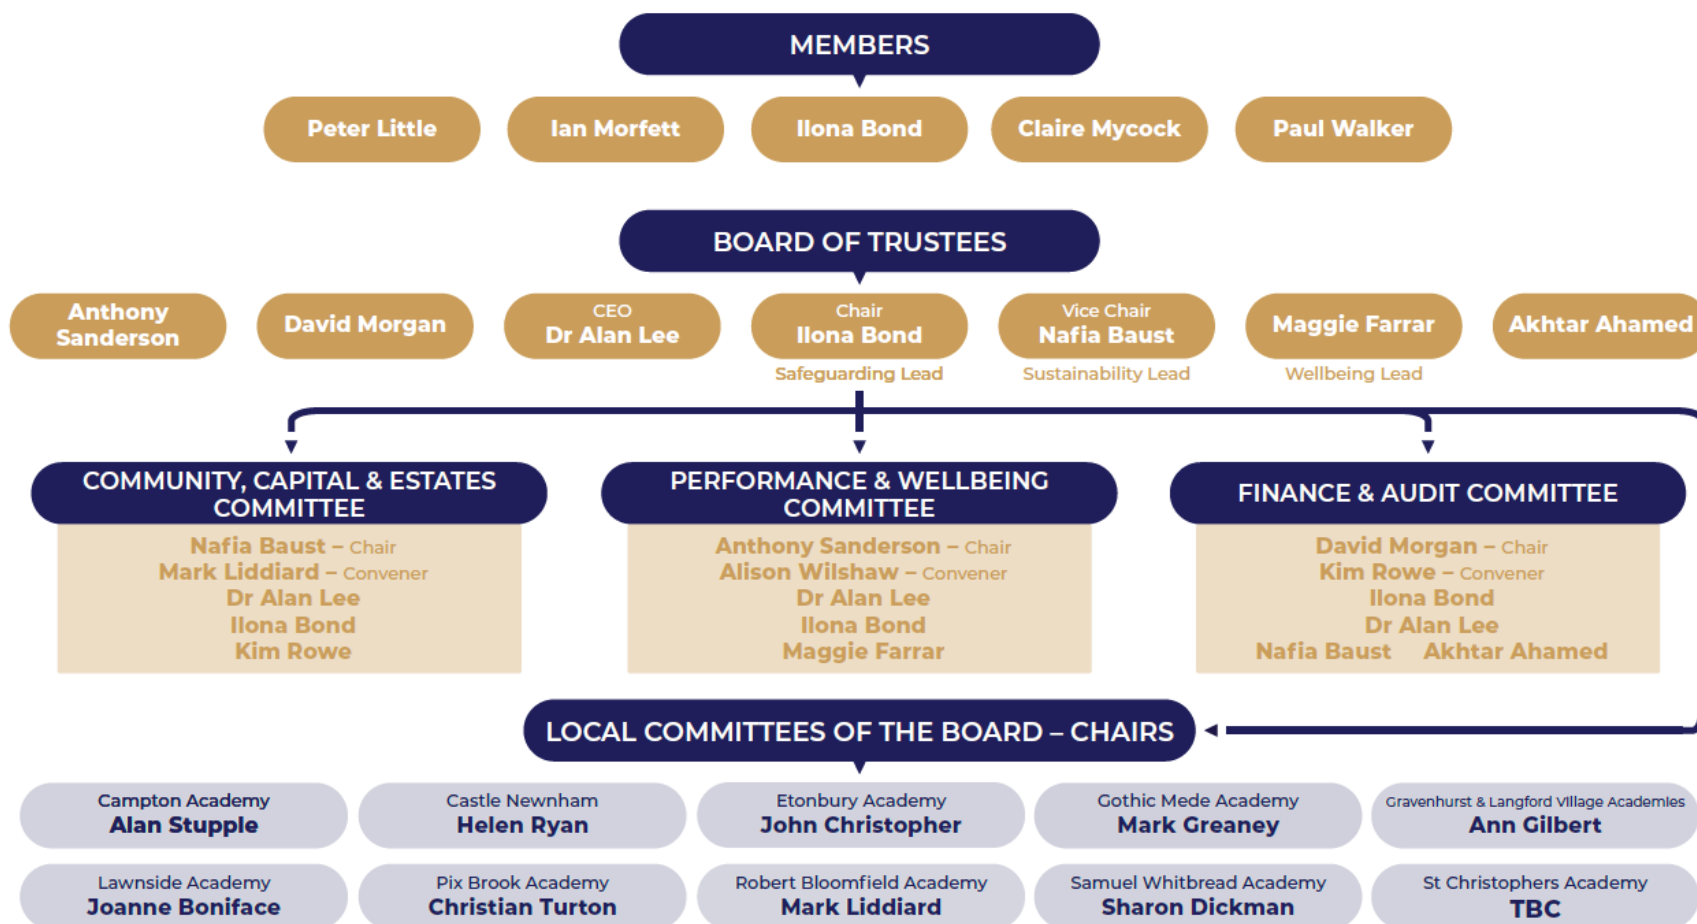 MEMBERS
Peter Little
Ian Morfett
Ilona Bond
Claire Mycock
Paul Walker
BOARD OF TRUSTEES
Anthony
Sanderson
David Morgan
CEO
Dr Alan Lee
Chair
Ilona Bond
Safeguarding Lead
Vice Chair
Nafia Baust
Sustainability Lead
Maggie Farrar
Wellbeing Lead
Akhtar Ahamed
COMMUNITY, CAPITAL & ESTATES
COMMITTEE
Nafia Baust – Chair
Mark Liddiard – Convener
Dr Alan Lee
Ilona Bond
Kim Rowe
PERFORMANCE & WELLBEING
COMMITTEE
Anthony Sanderson – Chair
Alison Wilshaw – Convener
Dr Alan Lee
Ilona Bond
Maggie Farrar
FINANCE & AUDIT COMMITTEE
David Morgan – Chair
Kim Rowe – Convener
Ilona Bond
Dr Alan Lee
Nafia Baust Akhtar Ahamed
LOCAL COMMITTEES OF THE BOARD – CHAIRS
Campton Academy
Alan Stupple
Castle Newnham
Helen Ryan
Etonbury Academy
John Christopher
Gothic Mede Academy
Mark Greaney
Gravenhurst & Langford Village Academies
Ann Gilbert
Lawnside Academy
Joanne Boniface
Pix Brook Academy
Christian Turton
Robert Bloomfield Academy
Mark Liddiard
Samuel Whitbread Academy
Sharon Dickman
St Christophers Academy
TBC